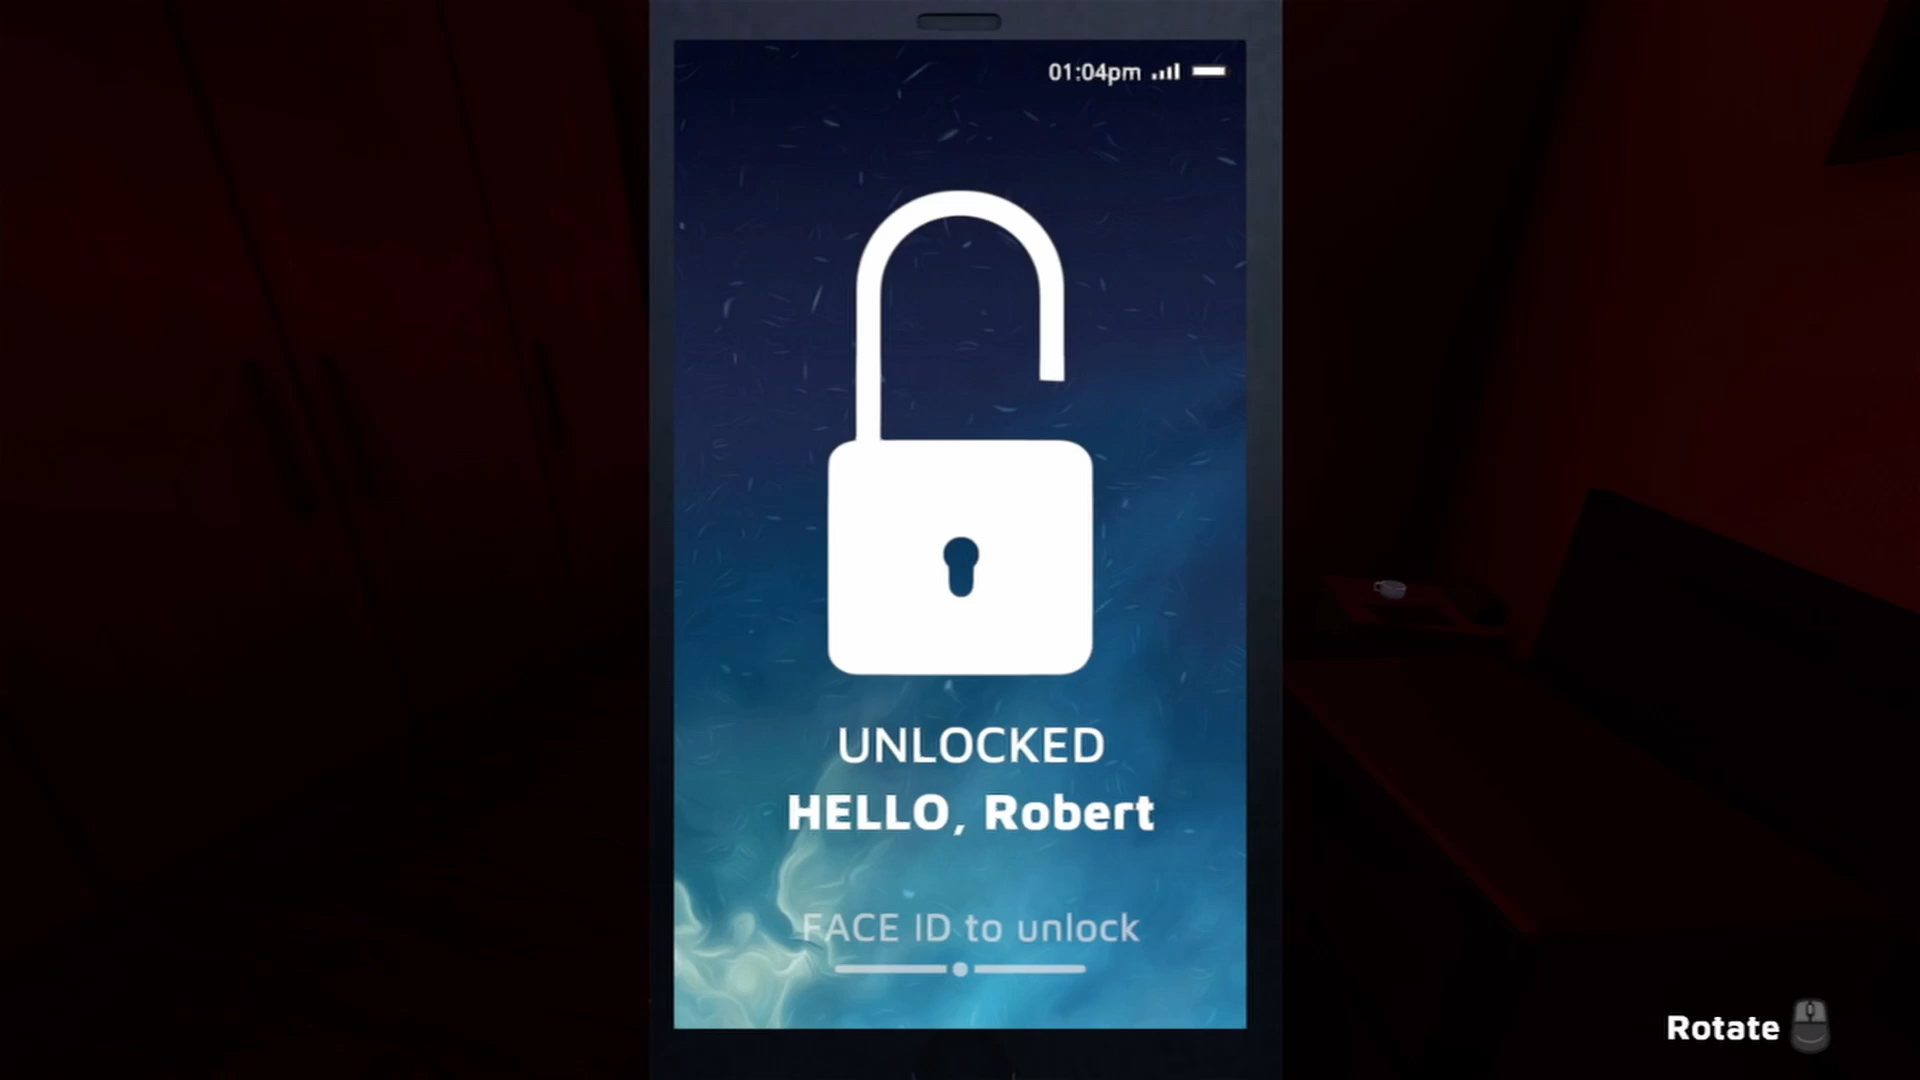 01:04pm
UNLOCKED
HELLO, Robert
FACE ID to unlock
Rotate